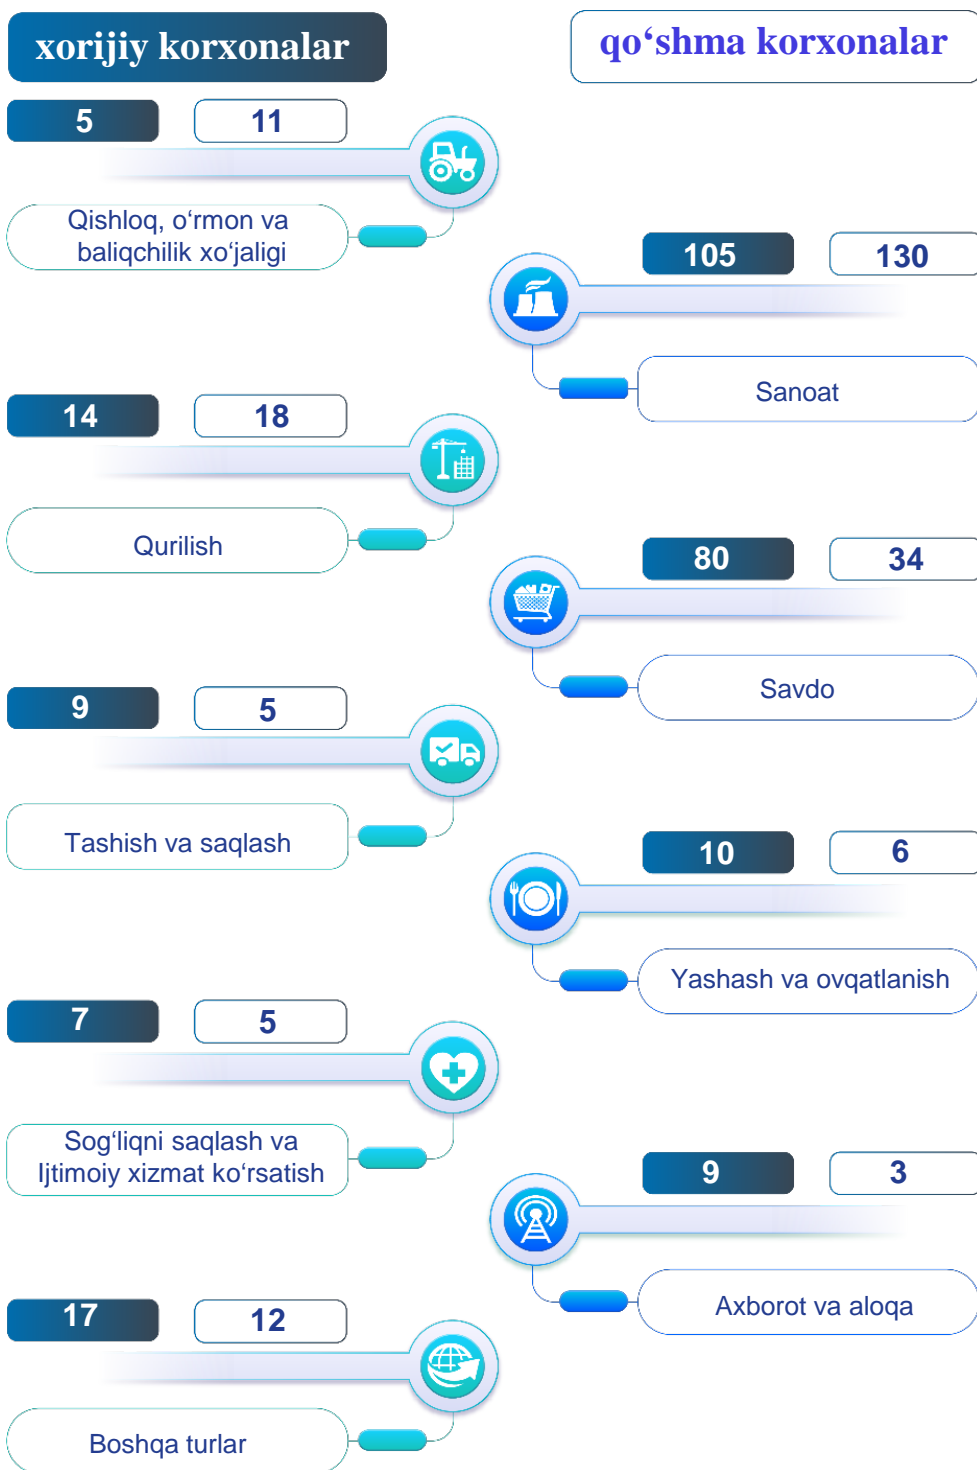 xorijiy korxonalar
qo‘shma korxonalar
5
11
Qishloq, o‘rmon va
baliqchilik xo‘jaligi
105
130
Sanoat
14
18
Qurilish
80
34
Savdo
9
5
Tashish va saqlash
10
6
Yashash va ovqatlanish
7
5
Sog‘liqni saqlash va
Ijtimoiy xizmat ko‘rsatish
9
3
Axborot va aloqa
17
12
Boshqa turlar